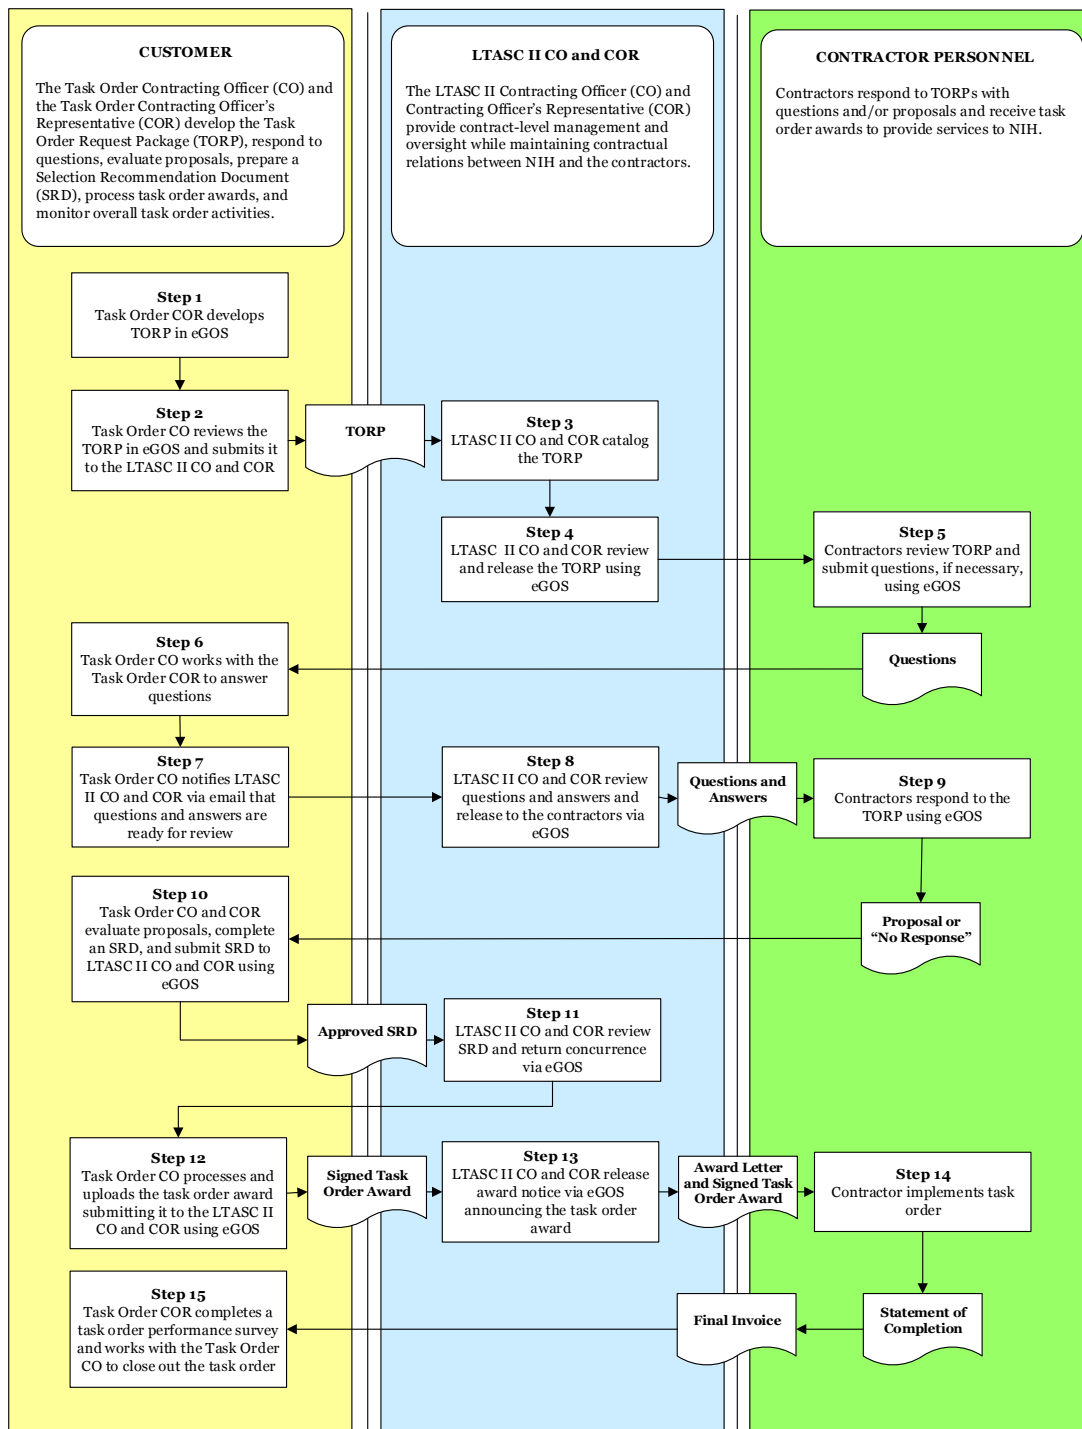 CUSTOMER
The Task Order Contracting Officer (CO) and
the Task Order Contracting Officer's
Representative (COR) develop the Task
Order Request Package (TORP), respond to
questions, evaluate proposals, prepare a
Selection Recommendation Document
(SRD), process task order awards, and
monitor overall task order activities.
LTASC II CO and COR
The LTASC II Contracting Officer (CO) and
Contracting Officer's Representative (COR)
provide contract-level management and
oversight while maintaining contractual
relations between NIH and the contractors.
CONTRACTOR PERSONNEL
Contractors respond to TORPs with
questions and/or proposals and receive task
order awards to provide services to NIH.
Step 1
Task Order COR develops
TORP in eGOS
Step 2
Task Order CO reviews the
TORP in eGOS and submits it
to the LTASC II CO and COR
TORP
Step 3
LTASC II CO and COR catalog
the TORP
Step 4
LTASC II CO and COR review
and release the TORP using
eGOS
Step 5
Contractors review TORP and
submit questions, if necessary,
using eGOS
Questions
Step 6
Task Order CO works with the
Task Order COR to answer
questions
Step 7
Task Order CO notifies LTASC
II CO and COR via email that
questions and answers are
ready for review
Step 8
LTASC II CO and COR review
questions and answers and
release to the contractors via
eGOS
Questions and
Answers
Step 9
Contractors respond to the
TORP using eGOS
Proposal or
“No Response”
Step 10
Task Order CO and COR
evaluate proposals, complete
an SRD, and submit SRD to
LTASC II CO and COR using
eGOS
Approved SRD
Step 11
LTASC II CO and COR review
SRD and return concurrence
via eGOS
Step 12
Task Order CO processes and
uploads the task order award
submitting it to the LTASC II
CO and COR using eGOS
Signed Task
Order Award
Step 13
LTASC II CO and COR release
award notice via eGOS
announcing the task order
award
Award Letter
and Signed Task
Order Award
Step 14
Contractor implements task
order
Statement of
Completion
Final Invoice
Step 15
Task Order COR completes a
task order performance survey
and works with the Task Order
CO to close out the task order